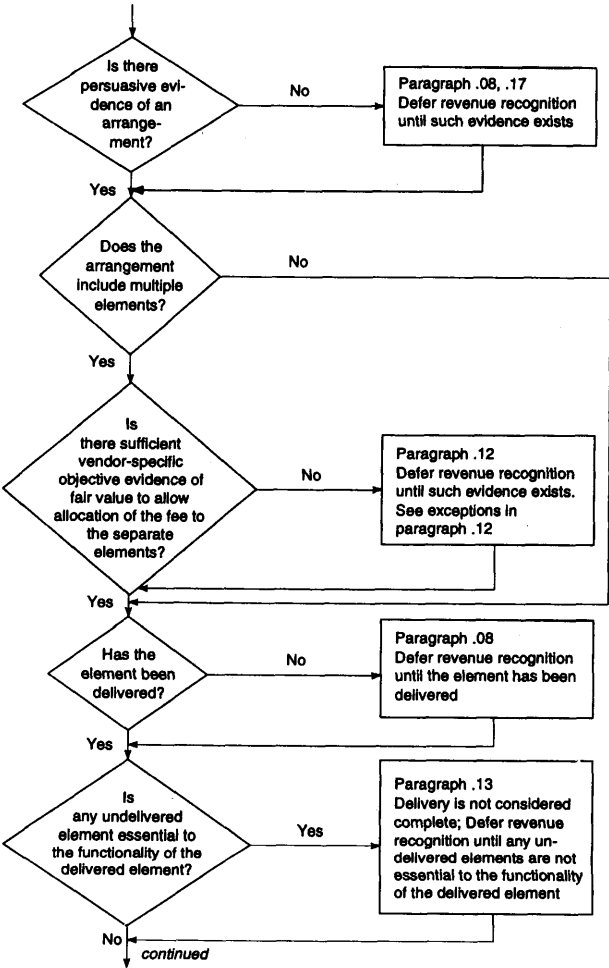 Is there
persuasive evi-
dence of an
arrange-
ment?
No
Paragraph .08, .17
Defer revenue recognition
until such evidence exists
Yes
Does the
arrangement
include multiple
elements?
No
Yes
Is
there sufficient
vendor-specific
objective evidence of
fair value to allow
allocation of the fee to
the separate
elements?
No
Paragraph .12
Defer revenue recognition
until such evidence exists.
See exceptions in
paragraph .12
Yes
Has the
element been
delivered?
No
Paragraph .08
Defer revenue recognition
until the element has been
delivered
Yes
Is
any undelivered
element essential to
the functionality of the
delivered element?
Yes
Paragraph .13
Delivery is not considered
complete; Defer revenue
recognition until any un-
delivered elements are not
essential to the functionality
of the delivered element
No
continued